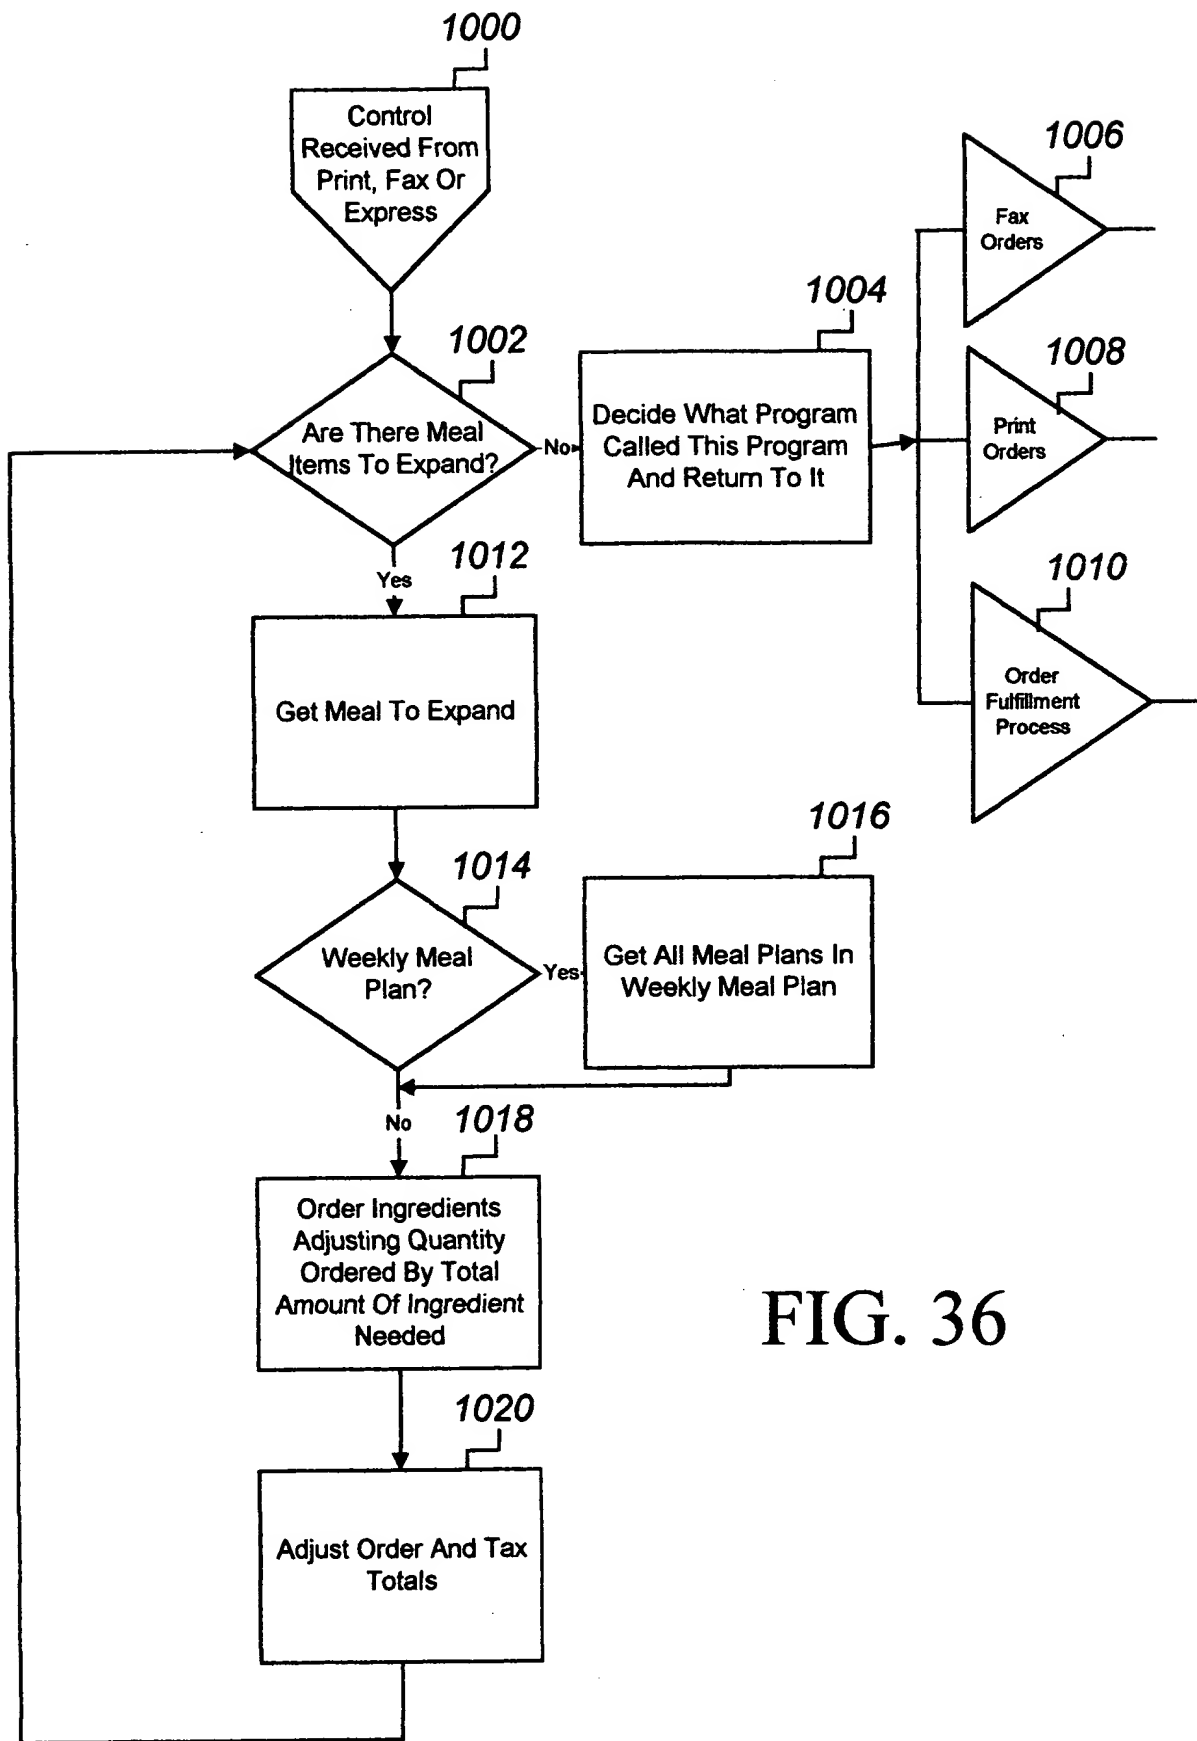 1000
Control
Received From
Print, Fax Or
Express
1006
Fax
Orders
1002
Are There Meal
Items To Expand?
No
1004
Decide What Program
Called This Program
And Return To It
1008
Print
Orders
Yes
1012
Get Meal To Expand
1010
Order
Fulfillment
Process
1014
Weekly Meal
Plan?
Yes
1016
Get All Meal Plans In
Weekly Meal Plan
No
1018
Order Ingredients
Adjusting Quantity
Ordered By Total
Amount Of Ingredient
Needed
FIG. 36
1020
Adjust Order And Tax
Totals